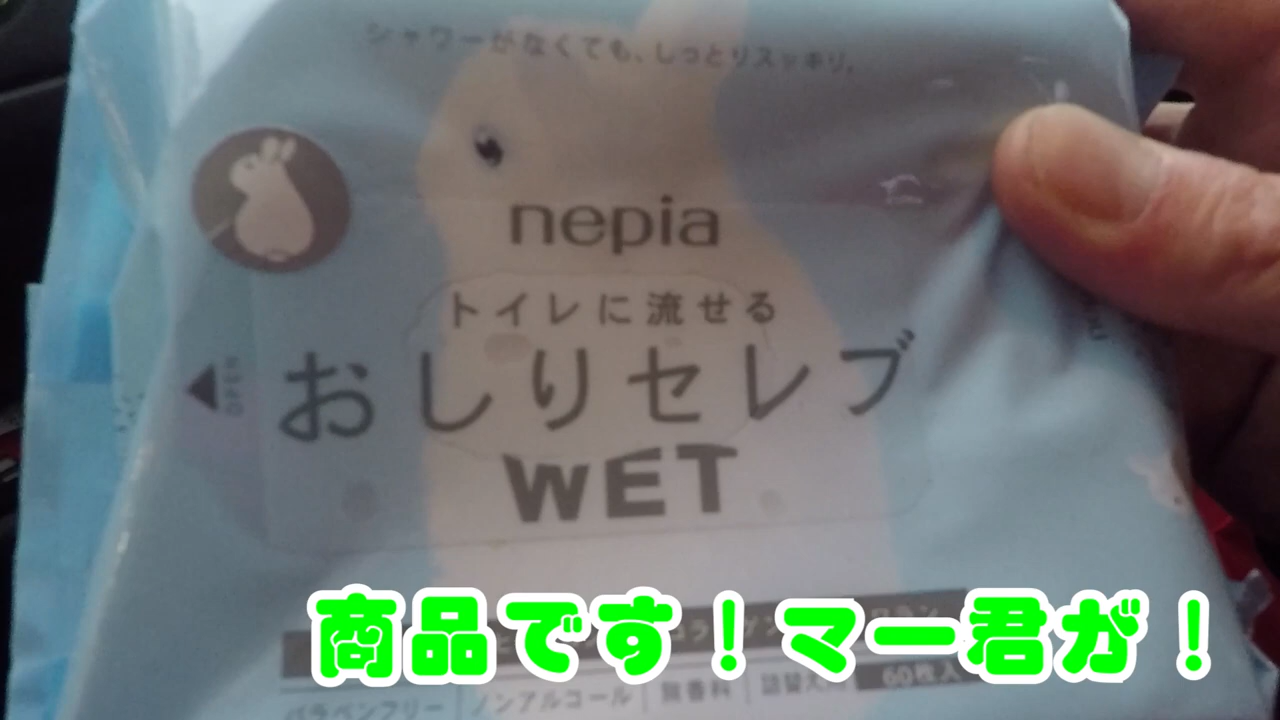 シャワーがなくても、しっとりスッキリ。
nepia
トイレに流せる
OPEN
おしりセレブ
WET
商品です！マー君が！
パラベンフリー ノンアルコール 無香料 詰替え用 60枚入